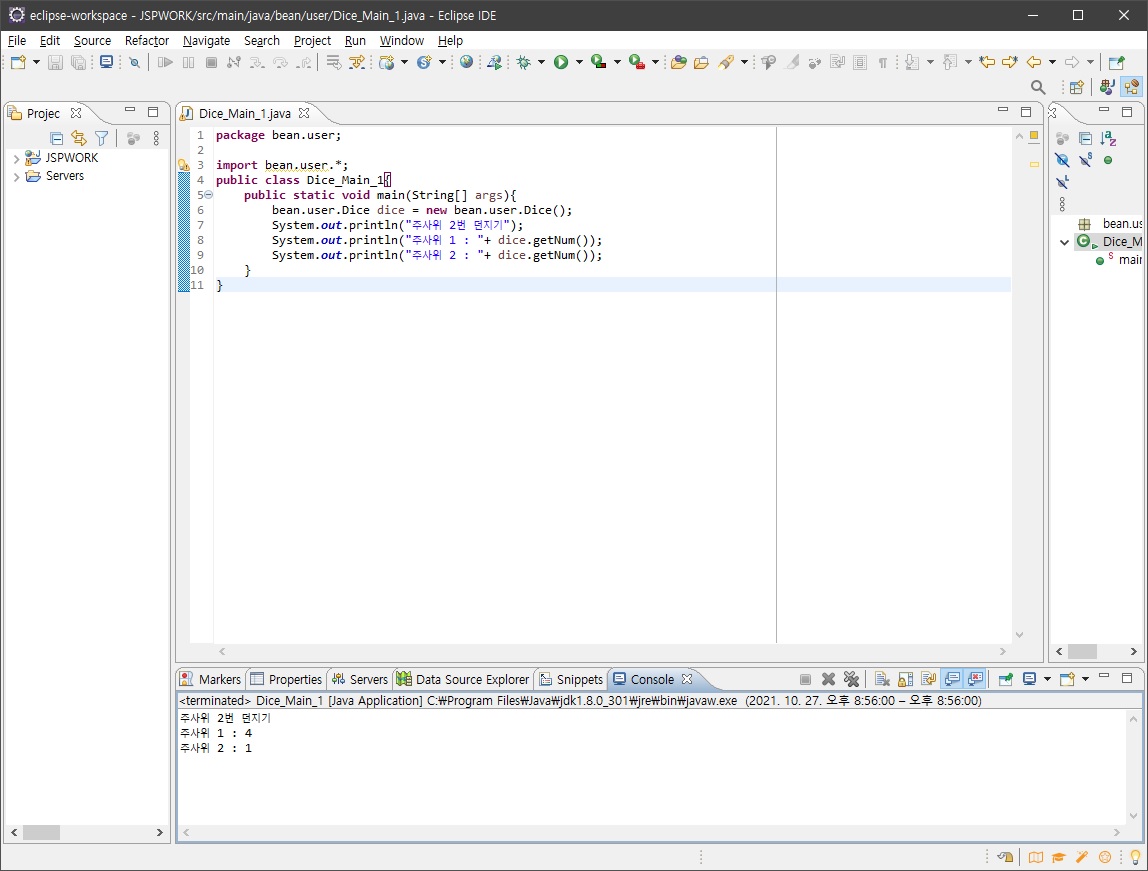 eclipse-workspace - JSPWORK/src/main/java/bean/user/Dice_Main_1.java - Eclipse IDE
File Edit Source Refactor Navigate Search Project Run Window Help
Projec
JSPWORK
Servers
Dice_Main_1.java
1 package bean.user;
2
3 import bean.user.*;
4 public class Dice_Main_1{
5 public static void main(String[] args){
6 bean.user.Dice dice = new bean.user.Dice();
7 System.out.println("주사위 2번 던지기");
8 System.out.println("주사위 1 : "+ dice.getNum());
9 System.out.println("주사위 2 : "+ dice.getNum());
10 }
11 }
bean.us
Dice_M
mair
Markers Properties Servers Data Source Explorer Snippets Console
<terminated> Dice_Main_1 [Java Application] C:₩Program Files₩Java₩jdk1.8.0_301₩jre₩bin₩javaw.exe (2021. 10. 27. 오후 8:56:00 – 오후 8:56:00)
주사위 2번 던지기
주사위 1 : 4
주사위 2 : 1